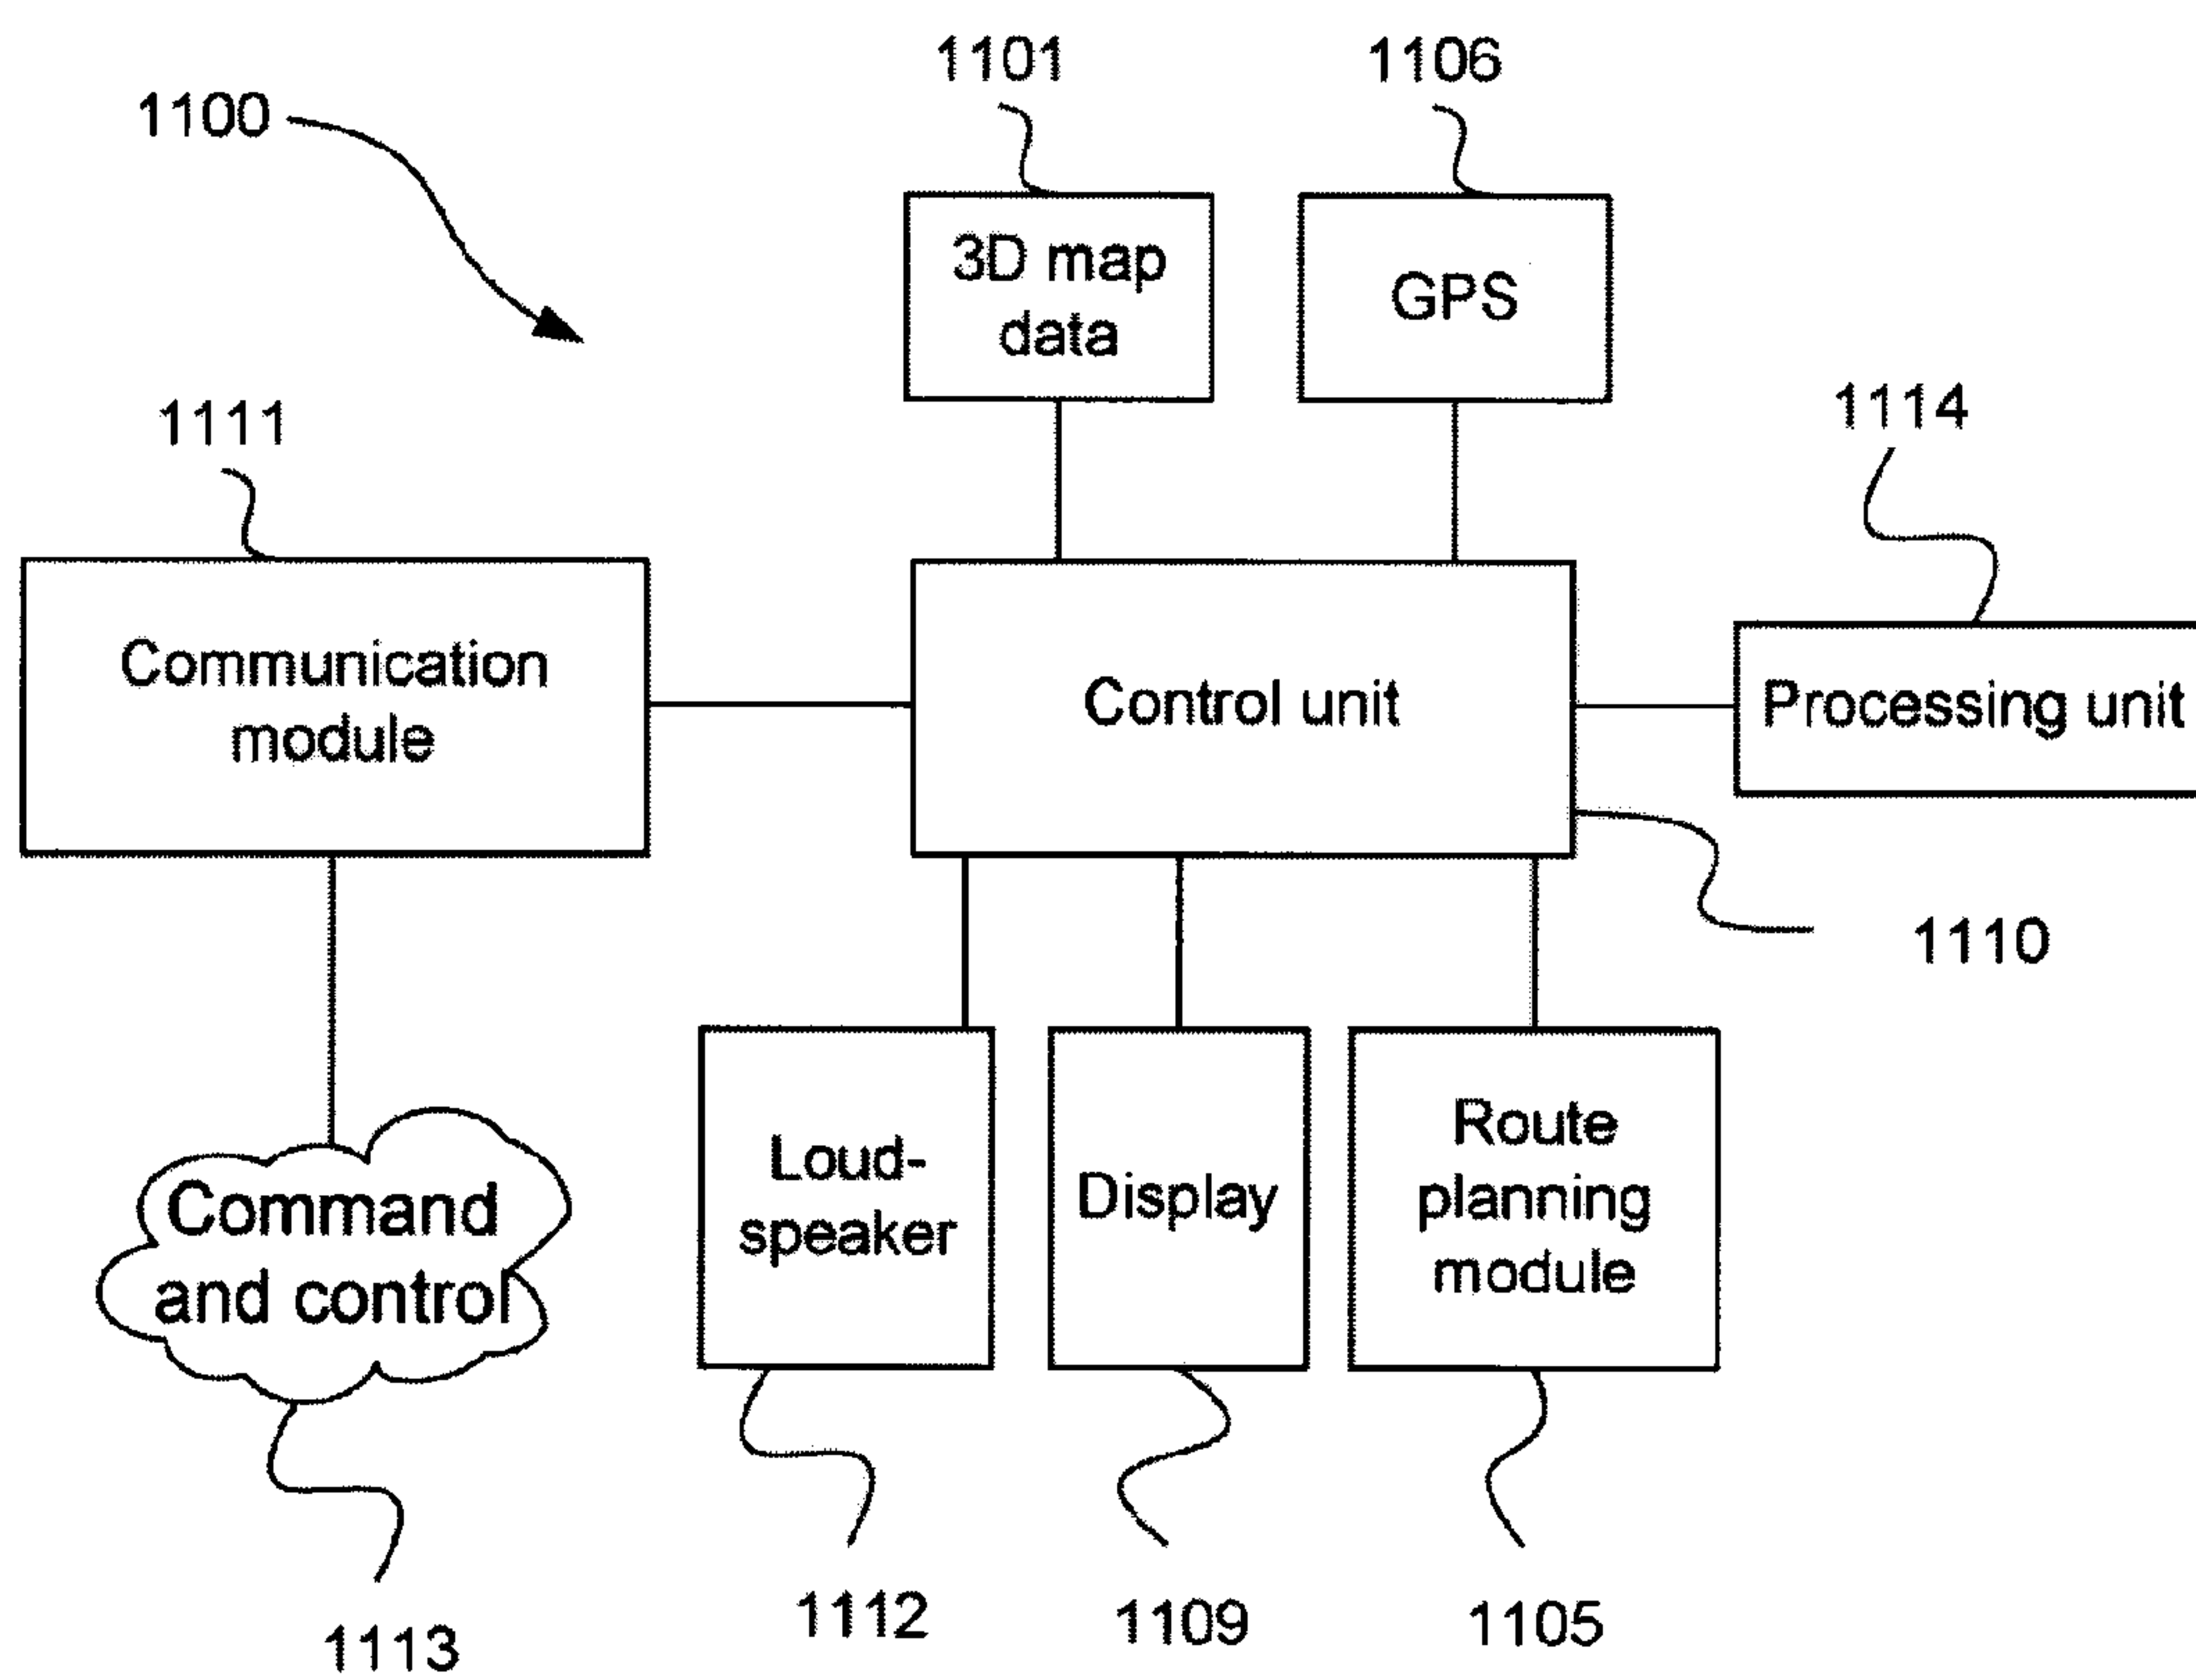 1101
1106
1100
3D map
data
GPS
1111
1114
Communication
module
Control unit
Processing unit
1110
Command
and control
Loud-
speaker
Display
Route
planning
module
1113
1112
1109
1105